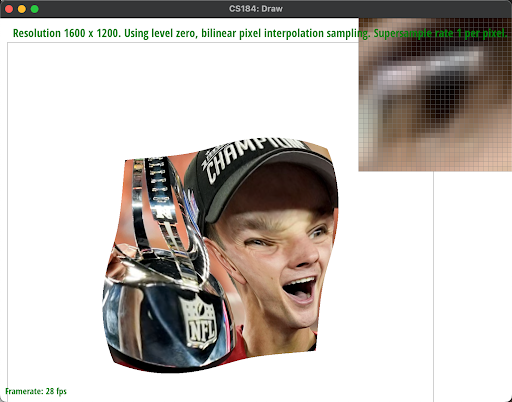 CS184: Draw
Resolution 1600 x 1200. Using level zero, bilinear pixel interpolation sampling. Supersample rate 1 per pixel.
CHAMPIONS
NFL
Framerate: 28 fps